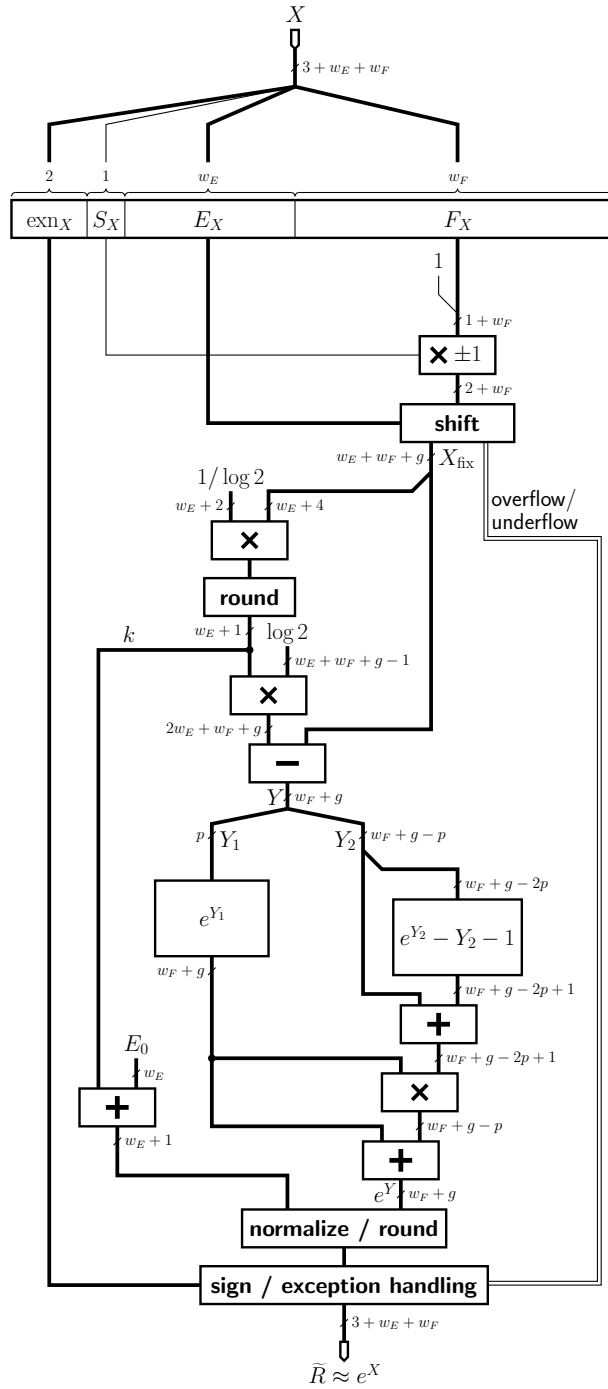 X
3 + w_E + w_F
2 1 w_E w_F
exn_X S_X E_X F_X
1
1 + w_F
× ±1
2 + w_F
shift
w_E + w_F + g X_fix
1/ log 2
w_E + 2 w_E + 4
overflow/
underflow
×
round
w_E + 1
k log 2
w_E + w_F + g − 1
×
2w_E + w_F + g
−
Y w_F + g
p Y_1 Y_2 w_F + g − p
w_F + g − 2p
e^{Y_1} e^{Y_2} − Y_2 − 1
w_F + g w_F + g − 2p + 1
+
E_0 w_F + g − 2p + 1
w_E
+ ×
w_E + 1 w_F + g − p
+
e^Y w_F + g
normalize / round
sign / exception handling
3 + w_E + w_F
R̃ ≈ e^X